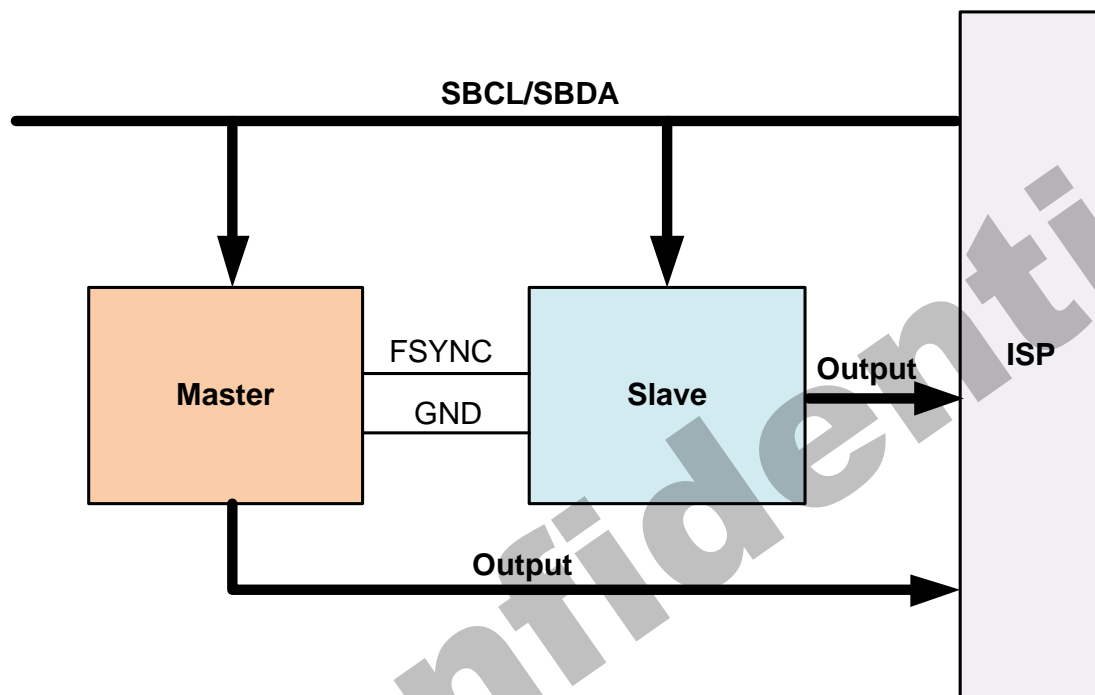 SBCL/SBDA
FSYNC
GND
Master
Slave
Output
ISP
Output